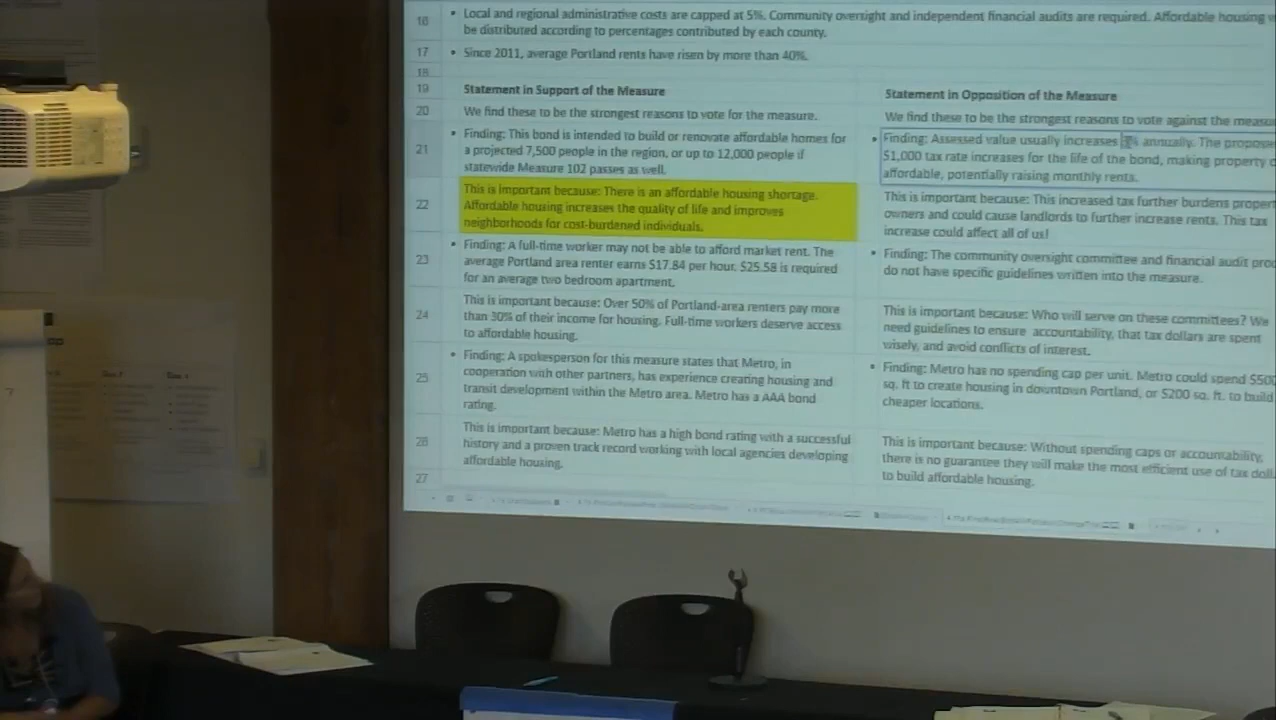 16
• Local and regional administrative costs are capped at 5%. Community oversight and independent financial audits are required. Affordable housing
be distributed according to percentages contributed by each county.
17
• Since 2011, average Portland rents have risen by more than 40%.
18
19
Statement in Support of the Measure
20
We find these to be the strongest reasons to vote for the measure.
21
• Finding: This bond is intended to build or renovate affordable homes for
a projected 7,500 people in the region, or up to 12,000 people if
statewide Measure 102 passes as well.
22
This is important because: There is an affordable housing shortage.
Affordable housing increases the quality of life and improves
neighborhoods for cost-burdened individuals.
23
• Finding: A full-time worker may not be able to afford market rent. The
average Portland area renter earns $17.84 per hour. $25.58 is required
for an average two bedroom apartment.
24
This is important because: Over 50% of Portland-area renters pay more
than 30% of their income for housing. Full-time workers deserve access
to affordable housing.
25
• Finding: A spokesperson for this measure states that Metro, in
cooperation with other partners, has experience creating housing and
transit development within the Metro area. Metro has a AAA bond
rating.
26
This is important because: Metro has a high bond rating with a successful
history and a proven track record working with local agencies developing
affordable housing.
27
Statement in Opposition of the Measure
We find these to be the strongest reasons to vote against the measu
• Finding: Assessed value usually increases annually. The propose
$1,000 tax rate increases for the life of the bond, making property
affordable, potentially raising monthly rents.
This is important because: This increased tax further burdens proper
owners and could cause landlords to further increase rents. This tax
increase could affect all of us!
• Finding: The community oversight committee and financial audit pro
do not have specific guidelines written into the measure.
This is important because: Who will serve on these committees? We
need guidelines to ensure accountability, that tax dollars are spent
wisely, and avoid conflicts of interest.
• Finding: Metro has no spending cap per unit. Metro could spend $500
sq. ft to create housing in downtown Portland, or $200 sq. ft. to build
cheaper locations.
This is important because: Without spending caps or accountability,
there is no guarantee they will make the most efficient use of tax doll
to build affordable housing.